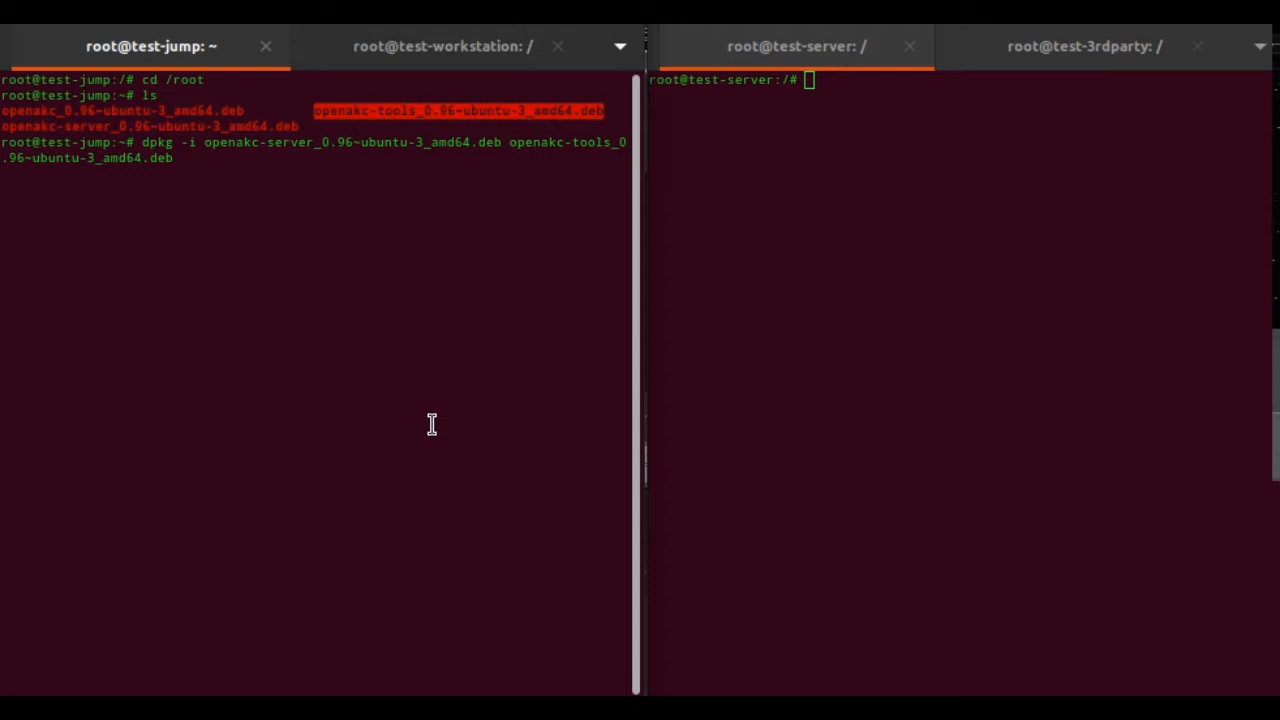 root@test-jump: ~
root@test-workstation: /
root@test-server: /
root@test-3rdparty: /
root@test-jump:/# cd /root
root@test-jump:~# ls
openakc_0.96~ubuntu-3_amd64.deb openakc-tools_0.96~ubuntu-3_amd64.deb
openakc-server_0.96~ubuntu-3_amd64.deb
root@test-jump:~# dpkg -i openakc-server_0.96~ubuntu-3_amd64.deb openakc-tools_0
.96~ubuntu-3_amd64.deb
root@test-server:/#